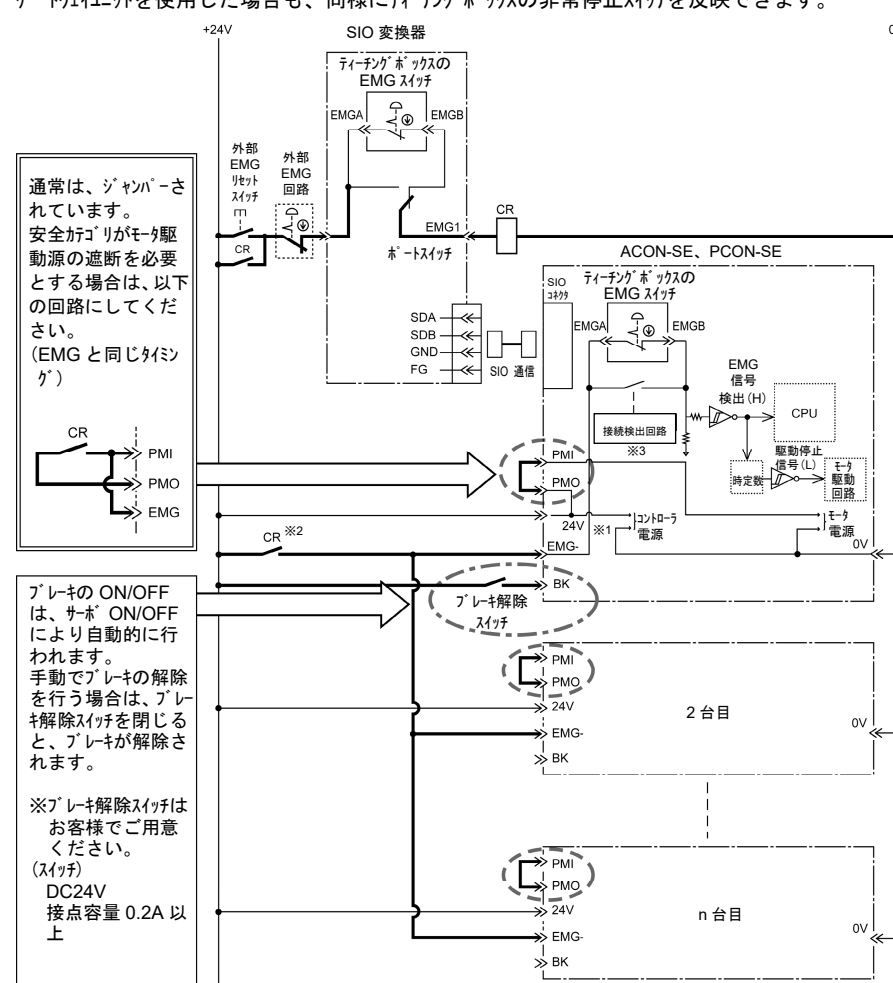 ｹﾞｰﾄｳｪｲﾕﾆｯﾄを使用した場合も、同様にﾃｨｰﾁﾝｸﾞﾎﾞｯｸｽの非常停止ｽｲｯﾁを反映できます。
+24V
SIO 変換器
ﾃｨｰﾁﾝｸﾞﾎﾞｯｸｽの
EMG ｽｲｯﾁ
EMGA
EMGB
外部
EMG
ﾘｾｯﾄ
ｽｲｯﾁ
外部
EMG
回路
CR
EMG1
ﾎﾟｰﾄｽｲｯﾁ
CR
SDA
SDB
GND
FG
SIO 通信
通常は、ｼﾞｬﾝﾊﾟｰさ
れています。
安全ｶﾃｺﾞﾘがﾓｰﾀ駆
動源の遮断を必要
とする場合は、以下
の回路にしてくだ
さい。
(EMG と同じﾀｲﾐﾝ
ｸﾞ)
CR
PMI
PMO
EMG
ACON-SE、PCON-SE
SIO
ｺﾈｸﾀ
ﾃｨｰﾁﾝｸﾞﾎﾞｯｸｽの
EMG ｽｲｯﾁ
EMGA
EMGB
EMG
信号
検出(H)
CPU
接続検出回路
※3
駆動停止
信号(L)
時定数
ﾓｰﾀ
駆動
回路
PMI
PMO
24V
※1
ｺﾝﾄﾛｰﾗ
電源
ﾓｰﾀ
電源
0V
CR ※2
EMG-
BK
ﾌﾞﾚｰｷ解除
ｽｲｯﾁ
ﾌﾞﾚｰｷの ON/OFF
は、ｻｰﾎﾞ ON/OFF
により自動的に行
われます。
手動でﾌﾞﾚｰｷの解除
を行う場合は、ﾌﾞﾚｰ
ｷ解除ｽｲｯﾁを閉じる
と、ﾌﾞﾚｰｷが解除さ
れます。
※ﾌﾞﾚｰｷ解除ｽｲｯﾁは
お客様でご用意
ください。
(ｽｲｯﾁ)
DC24V
接点容量 0.2A 以
上
PMI
PMO
24V
EMG-
BK
2 台目
0V
PMI
PMO
24V
EMG-
BK
n 台目
0V